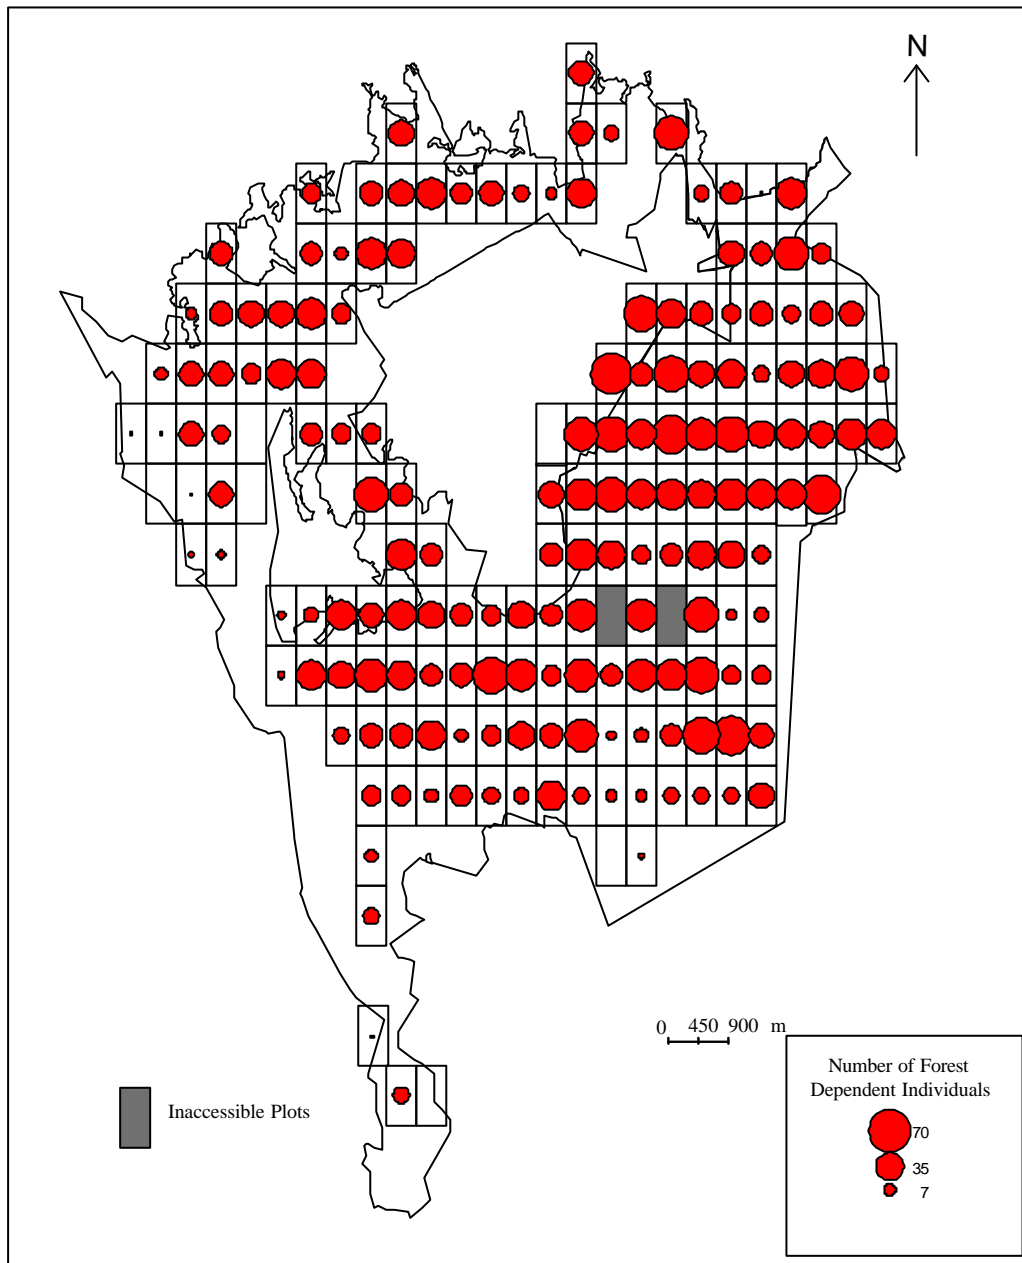 N
0 450 900 m
Number of Forest
Dependent Individuals
70
35
7
Inaccessible Plots